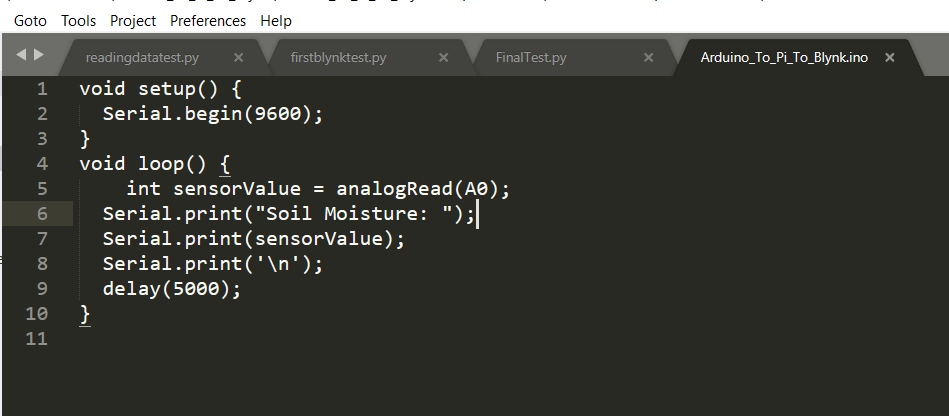 Goto Tools Project Preferences Help
readingdatatest.py × firstblynktest.py × FinalTest.py × Arduino_To_Pi_To_Blynk.ino ×
1 void setup() {
2   Serial.begin(9600);
3 }
4 void loop() {
5     int sensorValue = analogRead(A0);
6   Serial.print("Soil Moisture: ");
7   Serial.print(sensorValue);
8   Serial.print('\n');
9   delay(5000);
10 }
11